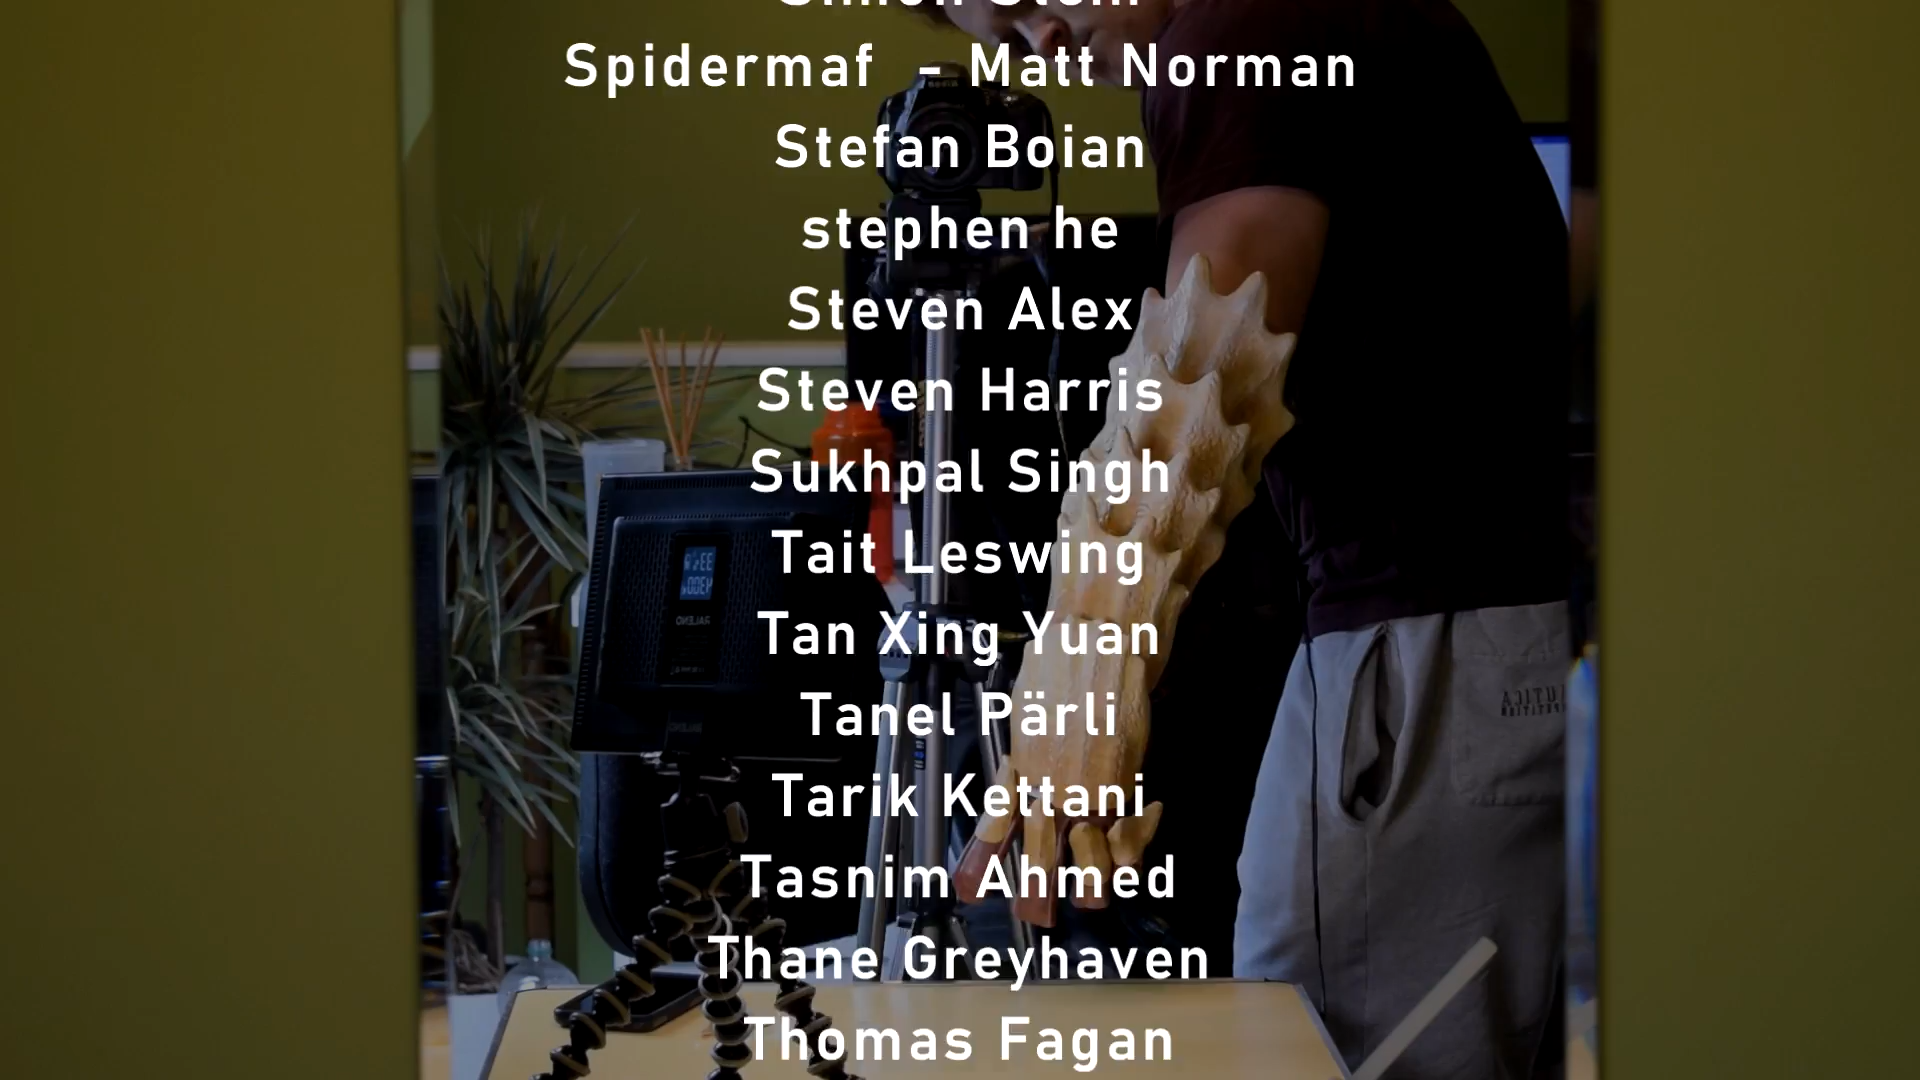 Spidermaf - Matt Norman
Stefan Boian
stephen he
Steven Alex
Steven Harris
Sukhpal Singh
Tait Leswing
Tan Xing Yuan
Tanel Pärli
Tarik Kettani
Tasnim Ahmed
Thane Greyhaven
Thomas Fagan